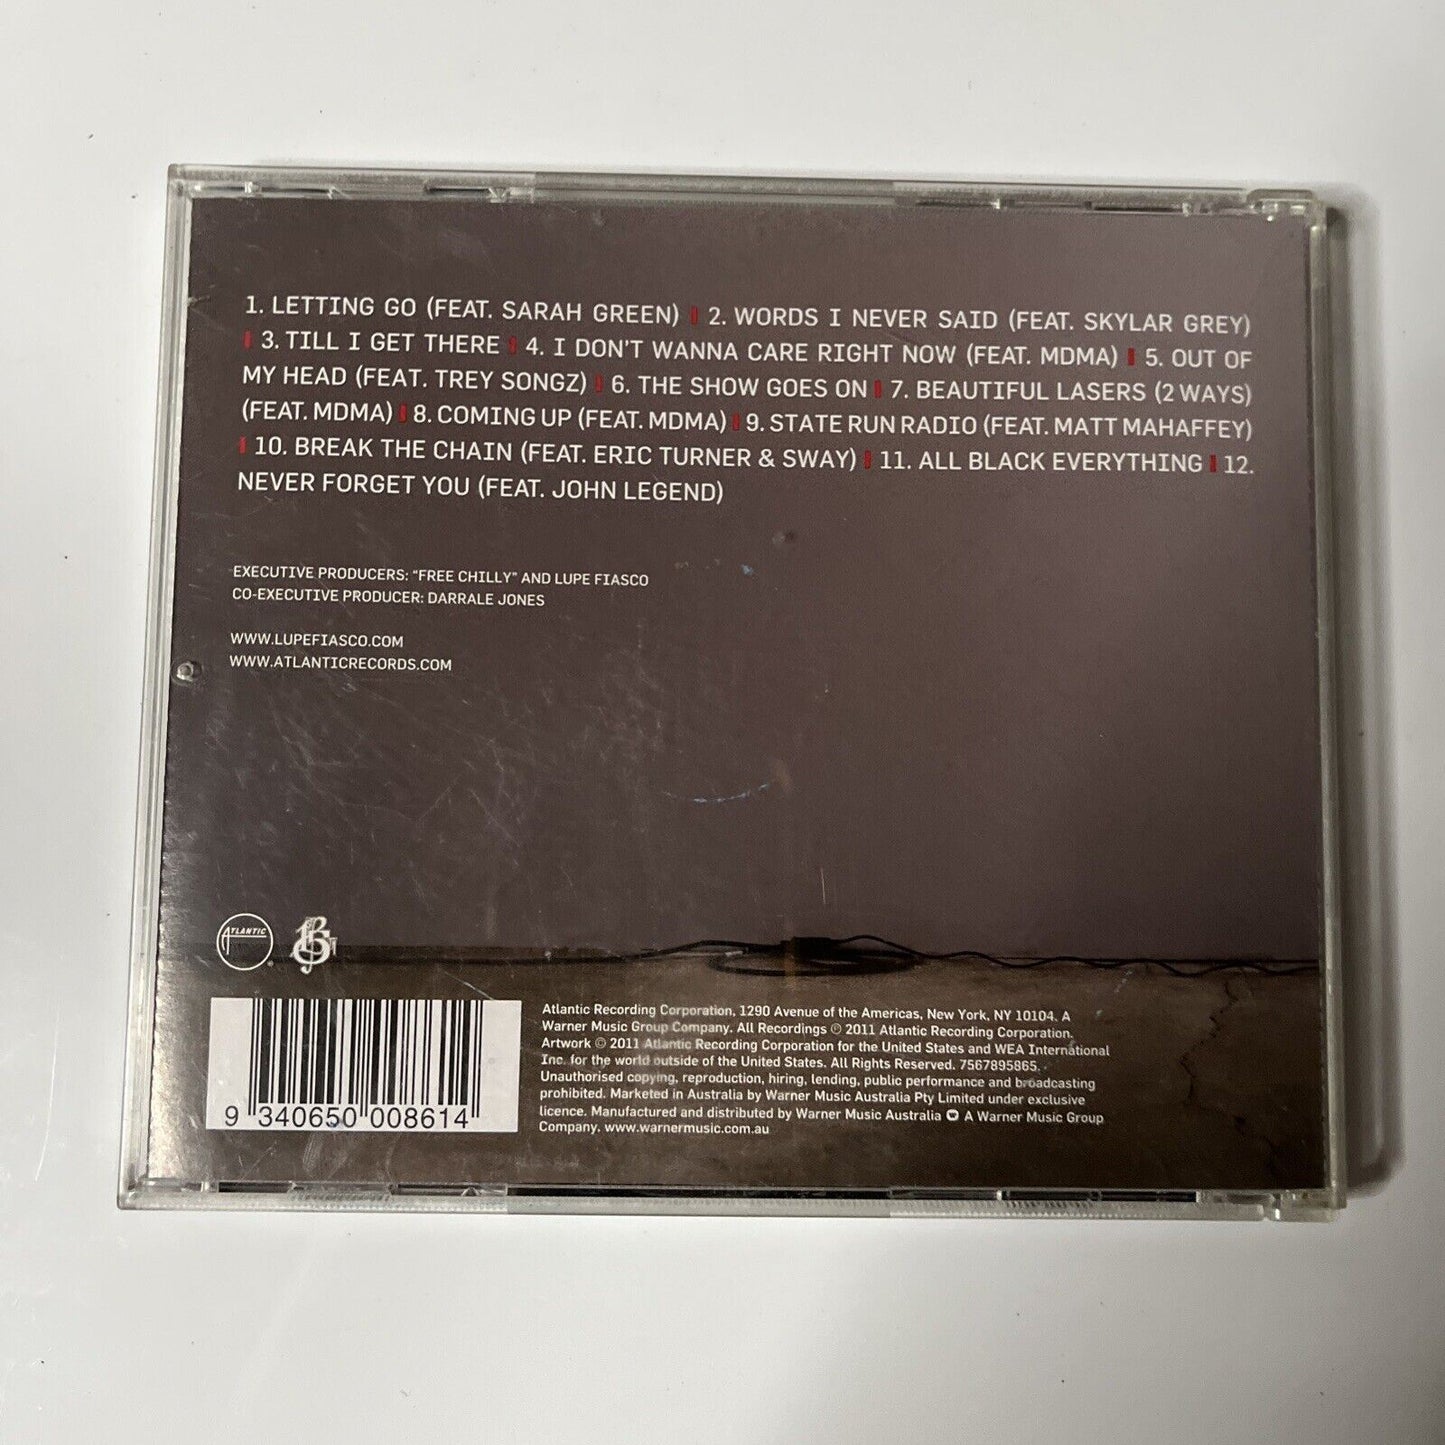 1. LETTING GO (FEAT. SARAH GREEN) | 2. WORDS I NEVER SAID (FEAT. SKYLAR GREY)
| 3. TILL I GET THERE | 4. I DON'T WANNA CARE RIGHT NOW (FEAT. MDMA) | 5. OUT OF
MY HEAD (FEAT. TREY SONGZ) | 6. THE SHOW GOES ON | 7. BEAUTIFUL LASERS (2 WAYS)
(FEAT. MDMA) | 8. COMING UP (FEAT. MDMA) | 9. STATE RUN RADIO (FEAT. MATT MAHAFFEY)
| 10. BREAK THE CHAIN (FEAT. ERIC TURNER & SWAY) | 11. ALL BLACK EVERYTHING | 12.
NEVER FORGET YOU (FEAT. JOHN LEGEND)
EXECUTIVE PRODUCERS: "FREE CHILLY" AND LUPE FIASCO
CO-EXECUTIVE PRODUCER: DARRALE JONES
WWW.LUPEFIASCO.COM
WWW.ATLANTICRECORDS.COM
ATLANTIC
9 340650 008614
Atlantic Recording Corporation, 1290 Avenue of the Americas, New York, NY 10104. A
Warner Music Group Company. All Recordings ℗ 2011 Atlantic Recording Corporation.
Artwork © 2011 Atlantic Recording Corporation for the United States and WEA International
Inc. for the world outside of the United States. All Rights Reserved. 7567895865.
Unauthorised copying, reproduction, hiring, lending, public performance and broadcasting
prohibited. Marketed in Australia by Warner Music Australia Pty Limited under exclusive
licence. Manufactured and distributed by Warner Music Australia A Warner Music Group
Company. www.warnermusic.com.au